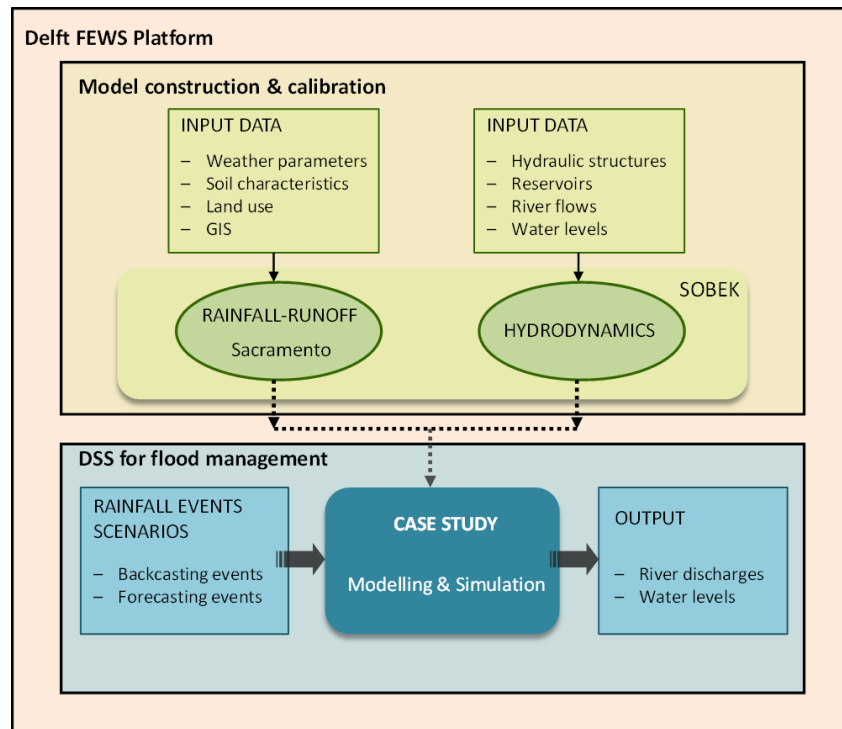 Delft FEWS Platform
Model construction & calibration
INPUT DATA
– Weather parameters
– Soil characteristics
– Land use
– GIS
INPUT DATA
– Hydraulic structures
– Reservoirs
– River flows
– Water levels
SOBEK
RAINFALL-RUNOFF
Sacramento
HYDRODYNAMICS
DSS for flood management
RAINFALL EVENTS
SCENARIOS
– Backcasting events
– Forecasting events
CASE STUDY
Modelling & Simulation
OUTPUT
– River discharges
– Water levels